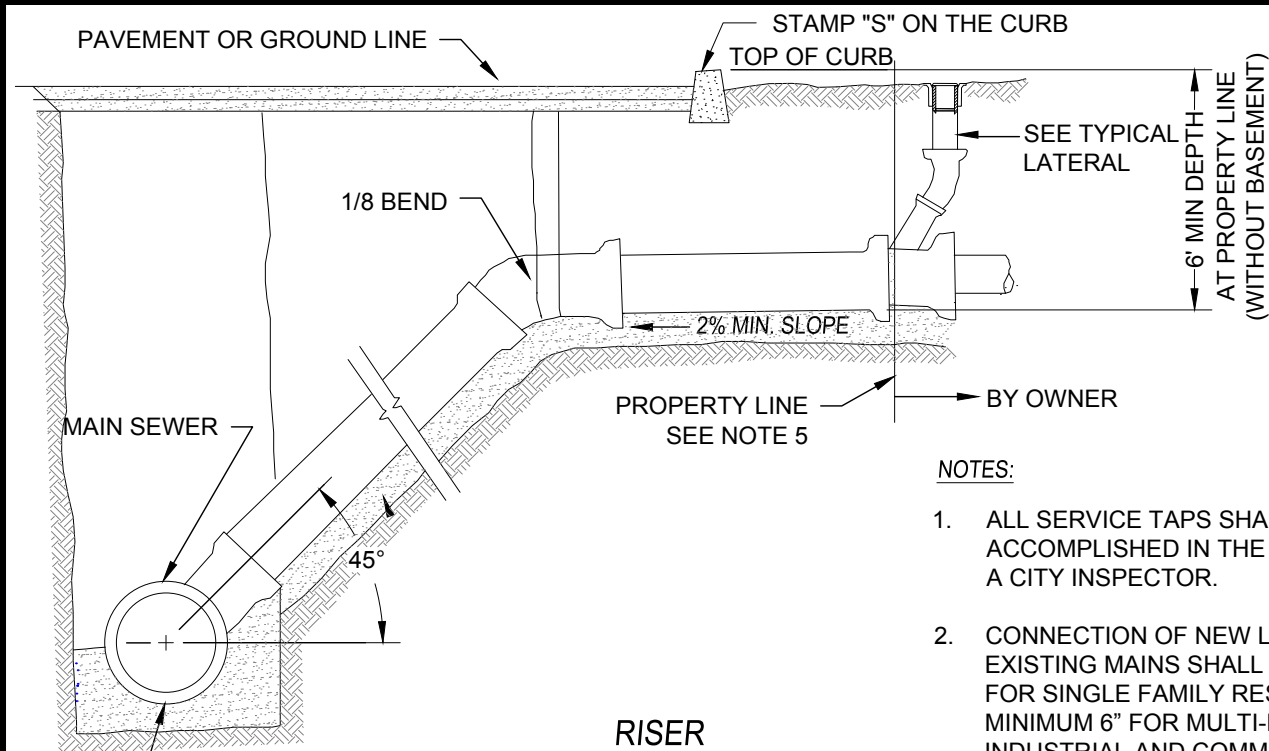 STAMP "S" ON THE CURB
PAVEMENT OR GROUND LINE
TOP OF CURB
SEE TYPICAL
LATERAL
6' MIN DEPTH
AT PROPERTY LINE
(WITHOUT BASEMENT)
1/8 BEND
2% MIN. SLOPE
PROPERTY LINE
SEE NOTE 5
BY OWNER
MAIN SEWER
45°
RISER
NOTES:
1. ALL SERVICE TAPS SHA
ACCOMPLISHED IN THE
A CITY INSPECTOR.
2. CONNECTION OF NEW L
EXISTING MAINS SHALL
FOR SINGLE FAMILY RES
MINIMUM 6" FOR MULTI-
INDUSTRIAL AND COMM